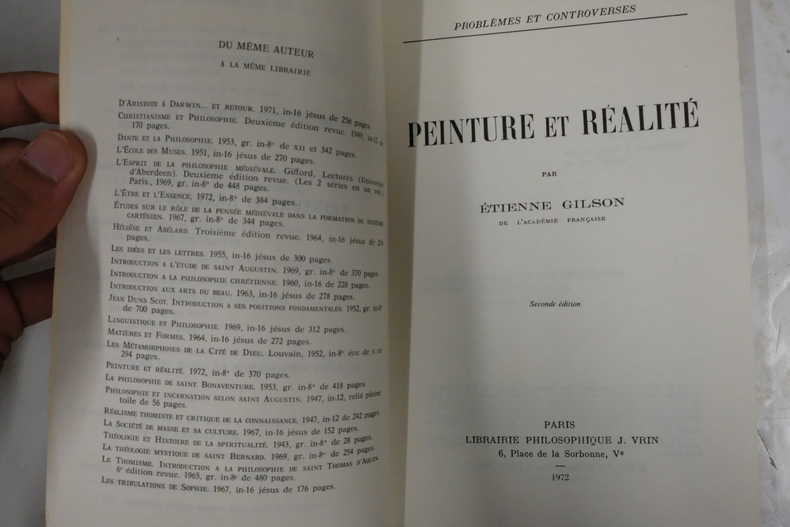 DU MÊME AUTEUR
A LA MÊME LIBRAIRIE
D'ARISTOTE À DARWIN... ET RETOUR. 1971, in-16 jésus de 256 pages.
CHRISTIANISME ET PHILOSOPHIE. Deuxième édition revue. 1949, in-12 de
170 pages.
DANTE ET LA PHILOSOPHIE. 1953, gr. in-8° de XII et 342 pages.
L'ÉCOLE DES MUSES. 1951, in-16 jésus de 270 pages.
L'ESPRIT DE LA PHILOSOPHIE MÉDIÉVALE. Gifford, Lectures (Université
d'Aberdeen). Deuxième édition revue. (Les 2 séries en un vol.)
Paris., 1969, gr. in-8° de 448 pages.
L'ÊTRE ET L'ESSENCE, 1972, in-8° de 384 pages.
ÉTUDES SUR LE RÔLE DE LA PENSÉE MÉDIÉVALE DANS LA FORMATION DU SYSTÈME
CARTÉSIEN. 1967, gr. in-8° de 344 pages.
HÉLOÏSE ET ABÉLARD. Troisième édition revue. 1964, in-16 jésus de
pages.
LES IDÉES ET LES LETTRES. 1955, in-16 jésus de 300 pages.
INTRODUCTION A L'ÉTUDE DE SAINT AUGUSTIN. 1969, gr. in-8° de 370 pages.
INTRODUCTION A LA PHILOSOPHIE CHRÉTIENNE. 1960, in-16 de 228 pages.
INTRODUCTION AUX ARTS DU BEAU. 1963, in-16 jésus de 278 pages.
JEAN DUNS SCOT. INTRODUCTION A SES POSITIONS FONDAMENTALES. 1952, gr. in-8°
de 700 pages.
LINGUISTIQUE ET PHILOSOPHIE. 1969, in-16 jésus de 312 pages.
MATIÈRES ET FORMES. 1964, in-16 jésus de 272 pages.
LES MÉTAMORPHOSES DE LA CITÉ DE DIEU. Louvain, 1952, in-8° écu de X et
294 pages.
PEINTURE ET RÉALITÉ. 1972, in-8° de 370 pages.
LA PHILOSOPHIE DE SAINT BONAVENTURE. 1953, gr. in-8° de 418 pages.
PHILOSOPHIE ET INCARNATION SELON SAINT AUGUSTIN. 1947, in-12, relié pleine
toile de 56 pages.
RÉALISME THOMISTE ET CRITIQUE DE LA CONNAISSANCE. 1947, in-12 de 242 pages.
LA SOCIÉTÉ DE MASSE ET SA CULTURE. 1967, in-16 jésus de 152 pages.
THÉOLOGIE ET HISTOIRE DE LA SPIRITUALITÉ. 1943, gr. in-8° de 28 pages.
LA THÉOLOGIE MYSTIQUE DE SAINT BERNARD. 1969, gr. in-8° de 254 pages.
LE THOMISME. INTRODUCTION A LA PHILOSOPHIE DE SAINT THOMAS D'AQUIN.
6e édition revue. 1965, gr. in-8° de 480 pages.
LES TRIBULATIONS DE SOPHIE. 1967, in-16 jésus de 176 pages.
PROBLÈMES ET CONTROVERSES
PEINTURE ET RÉALITÉ
PAR
ÉTIENNE GILSON
DE L'ACADÉMIE FRANÇAISE
Seconde édition
PARIS
LIBRAIRIE PHILOSOPHIQUE J. VRIN
6, Place de la Sorbonne, Ve
1972